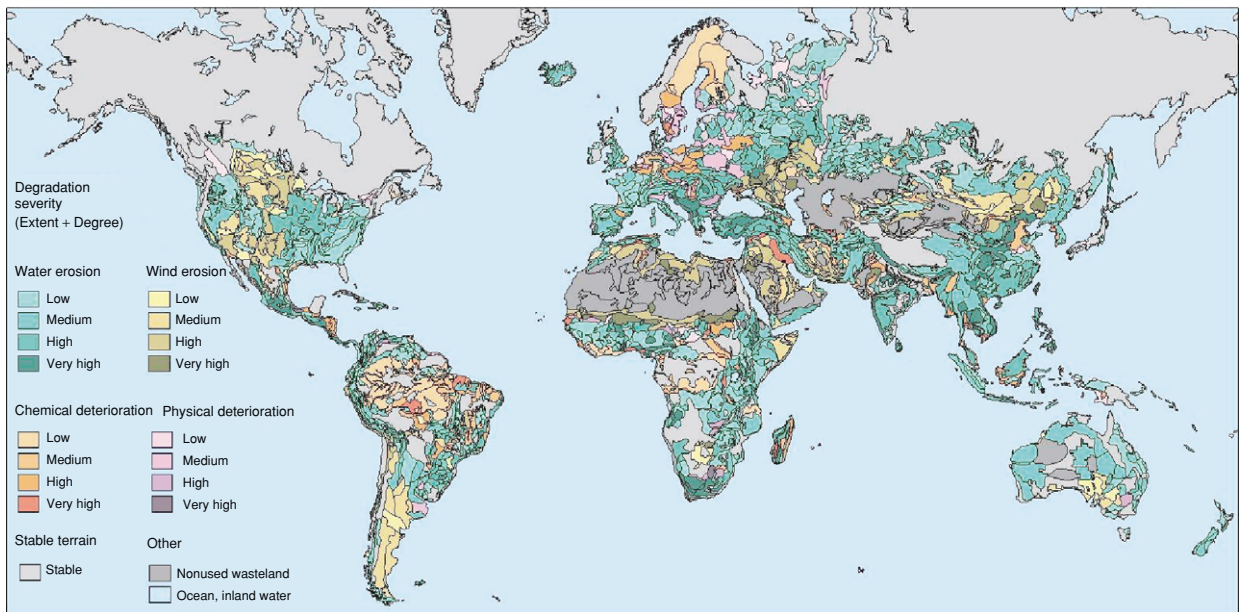 Degradation
severity
(Extent + Degree)
Water erosion
Low
Medium
High
Very high
Wind erosion
Low
Medium
High
Very high
Chemical deterioration
Low
Medium
High
Very high
Physical deterioration
Low
Medium
High
Very high
Stable terrain
Stable
Other
Nonused wasteland
Ocean, inland water